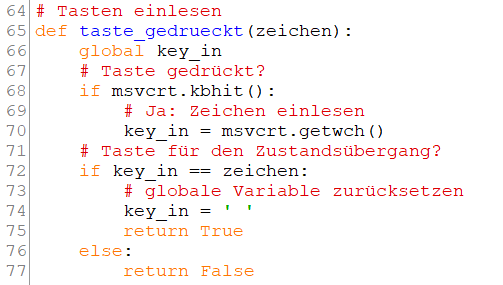 64 # Tasten einlesen
65 def taste_gedrueckt(zeichen):
66     global key_in
67     # Taste gedrückt?
68     if msvcrt.kbhit():
69         # Ja: Zeichen einlesen
70         key_in = msvcrt.getwch()
71     # Taste für den Zustandsübergang?
72     if key_in == zeichen:
73         # globale Variable zurücksetzen
74         key_in = ' '
75         return True
76     else:
77         return False